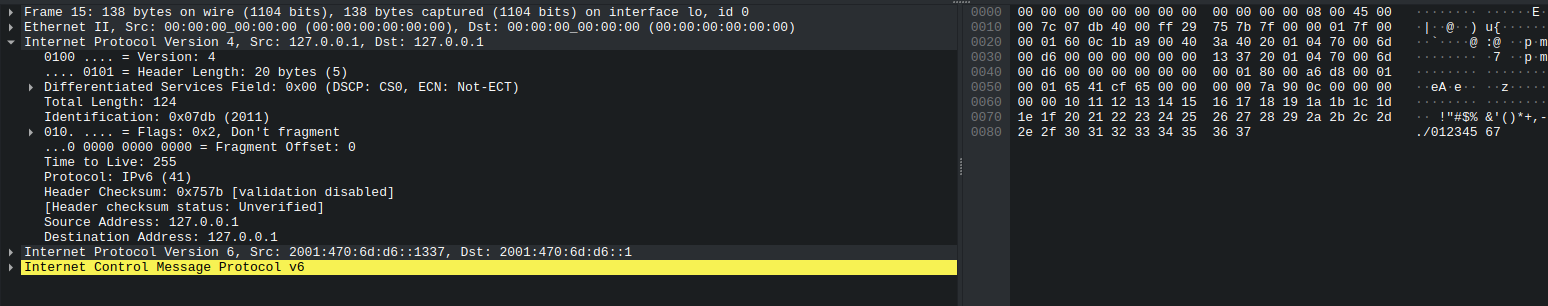 Frame 15: 138 bytes on wire (1104 bits), 138 bytes captured (1104 bits) on interface lo, id 0
Ethernet II, Src: 00:00:00_00:00:00 (00:00:00:00:00:00), Dst: 00:00:00_00:00:00 (00:00:00:00:00:00)
Internet Protocol Version 4, Src: 127.0.0.1, Dst: 127.0.0.1
0100 .... = Version: 4
.... 0101 = Header Length: 20 bytes (5)
Differentiated Services Field: 0x00 (DSCP: CS0, ECN: Not-ECT)
Total Length: 124
Identification: 0x07db (2011)
010. .... = Flags: 0x2, Don't fragment
...0 0000 0000 0000 = Fragment Offset: 0
Time to Live: 255
Protocol: IPv6 (41)
Header Checksum: 0x757b [validation disabled]
[Header checksum status: Unverified]
Source Address: 127.0.0.1
Destination Address: 127.0.0.1
Internet Protocol Version 6, Src: 2001:470:6d:d6::1337, Dst: 2001:470:6d:d6::1
Internet Control Message Protocol v6
0000 00 00 00 00 00 00 00 00 00 00 00 00 08 00 45 00 ········ ······E·
0010 00 7c 07 db 40 00 ff 29 75 7b 7f 00 00 01 7f 00 ·|··@··) u{······
0020 00 01 60 0c 1b a9 00 40 3a 40 20 01 04 70 00 6d ··`····@ :@ ··p·m
0030 00 d6 00 00 00 00 00 00 13 37 20 01 04 70 00 6d ········ ·7 ··p·m
0040 00 d6 00 00 00 00 00 00 00 01 80 00 a6 d8 00 01 ········ ········
0050 00 01 65 41 cf 65 00 00 00 00 7a 90 0c 00 00 00 ··eA·e·· ··z·····
0060 00 00 10 11 12 13 14 15 16 17 18 19 1a 1b 1c 1d ········ ········
0070 1e 1f 20 21 22 23 24 25 26 27 28 29 2a 2b 2c 2d ·· !"#$% &'()*+,-
0080 2e 2f 30 31 32 33 34 35 36 37 ./012345 67